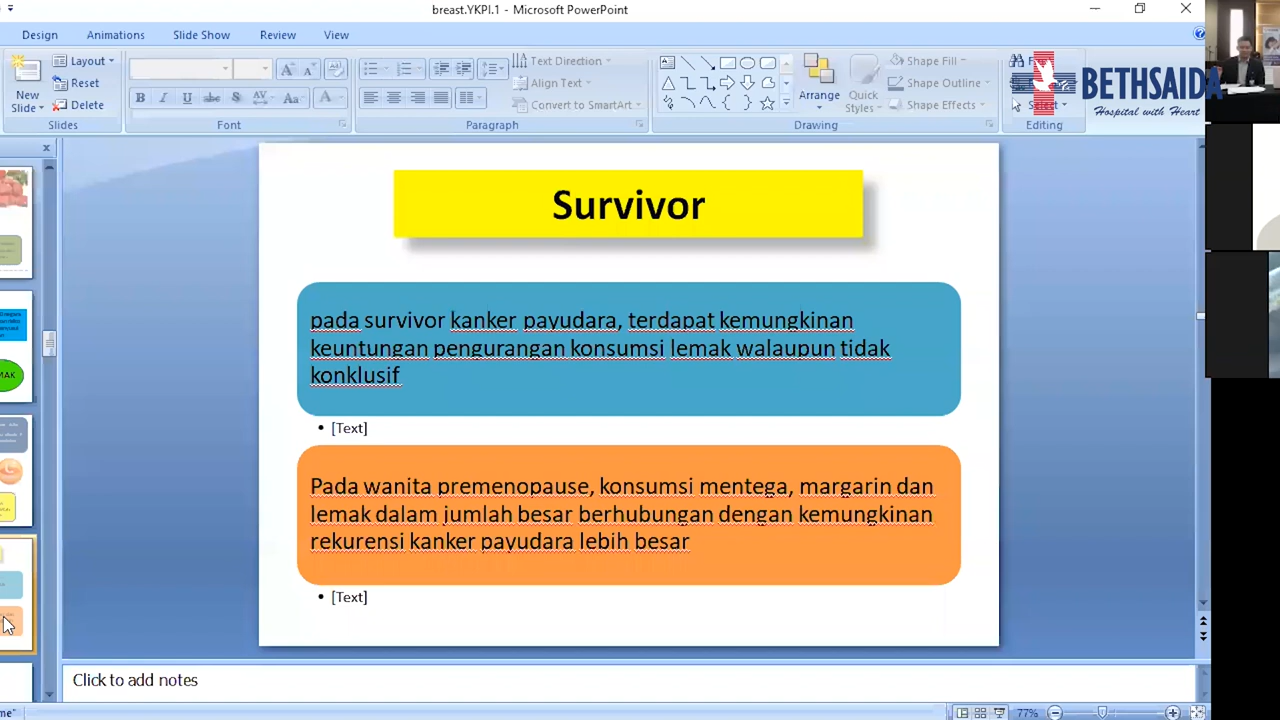 breast.YKPI.1 - Microsoft PowerPoint
Design Animations Slide Show Review View
New
Slide
Layout
Reset
Delete
Slides
B I U abc S AV Aa A
Font
Text Direction
Align Text
Convert to SmartArt
Paragraph
Arrange
Quick
Styles
Shape Fill
Shape Outline
Shape Effects
Drawing
Select
Editing
BETHSAIDA
Hospital with Heart
Survivor
pada survivor kanker payudara, terdapat kemungkinan
keuntungan pengurangan konsumsi lemak walaupun tidak
konklusif
• [Text]
Pada wanita premenopause, konsumsi mentega, margarin dan
lemak dalam jumlah besar berhubungan dengan kemungkinan
rekurensi kanker payudara lebih besar
• [Text]
Click to add notes
77%